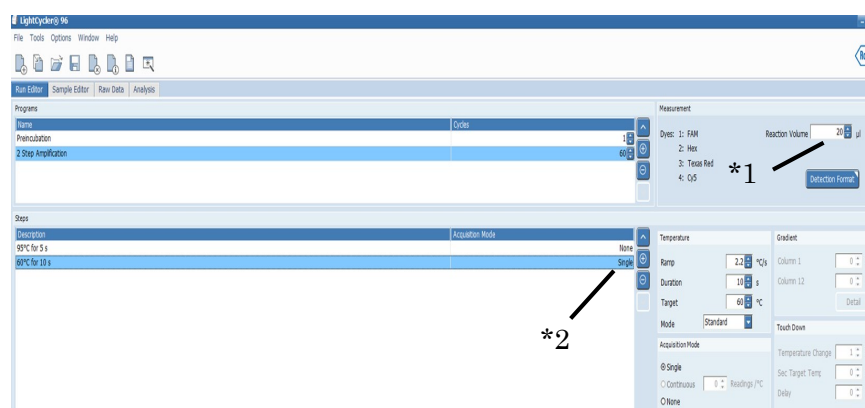 LightCycler® 96
File Tools Options Window Help
Run Editor Sample Editor Raw Data Analysis
Programs
Name Cycles
Preincubation 1
2 Step Amplification 60
Measurement
Dyes: 1: FAM Reaction Volume 20 µl
2: Hex
3: Texas Red
4: Cy5
*1
Detection Format
Steps
Description Acquisition Mode
95°C for 5 s None
60°C for 10 s Single
*2
Temperature
Ramp 2.2 °C/s
Duration 10 s
Target 60 °C
Mode Standard
Acquisition Mode
Single
Continuous 0 Readings /°C
None
Gradient
Column 1 0
Column 12 0
Detail
Touch Down
Temperature Change 1
Sec Target Temp 0
Delay 0